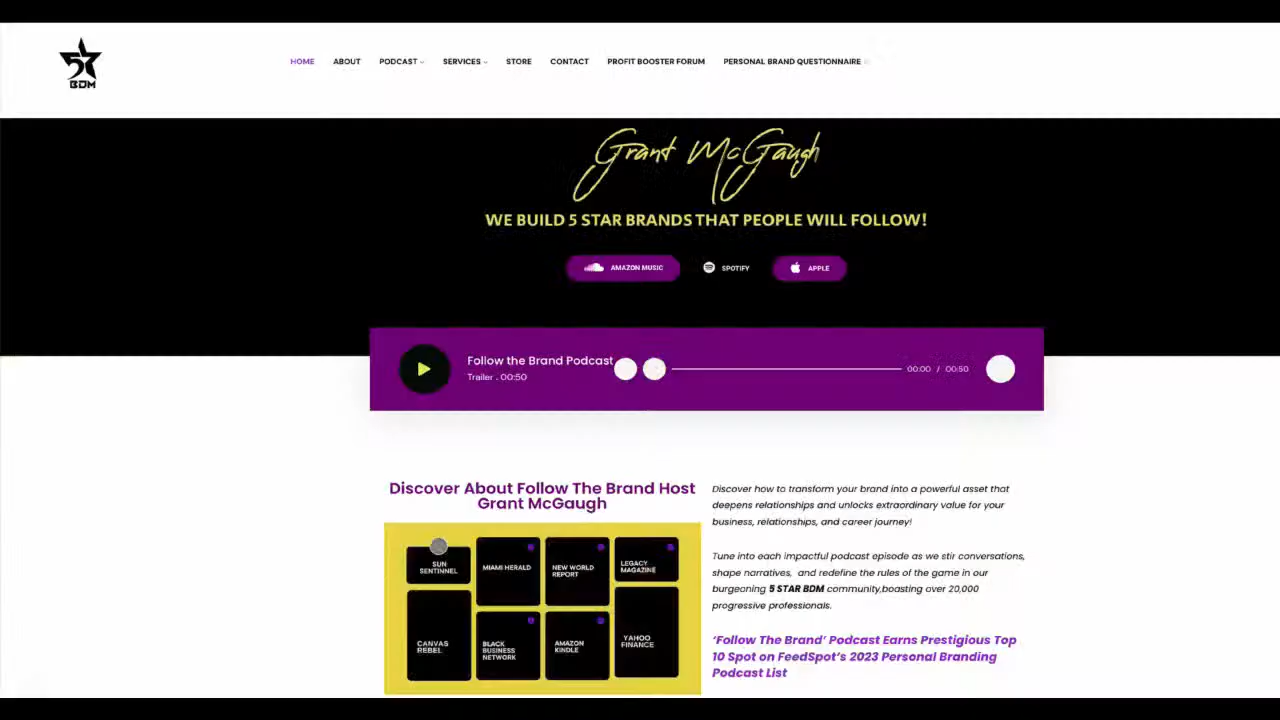 5
BDM
HOME ABOUT PODCAST SERVICES STORE CONTACT PROFIT BOOSTER FORUM PERSONAL BRAND QUESTIONNAIRE
Grant McGaugh
WE BUILD 5 STAR BRANDS THAT PEOPLE WILL FOLLOW!
AMAZON MUSIC SPOTIFY APPLE
Follow the Brand Podcast
Trailer . 00:50
00:00 / 00:50
Discover About Follow The Brand Host
Grant McGaugh
SUN
SENTINNEL
MIAMI HERALD
NEW WORLD
REPORT
LEGACY
MAGAZINE
CANVAS
REBEL
BLACK
BUSINESS
NETWORK
AMAZON
KINDLE
YAHOO
FINANCE
Discover how to transform your brand into a powerful asset that
deepens relationships and unlocks extraordinary value for your
business, relationships, and career journey!
Tune into each impactful podcast episode as we stir conversations,
shape narratives, and redefine the rules of the game in our
burgeoning 5 STAR BDM community,boasting over 20,000
progressive professionals.
‘Follow The Brand’ Podcast Earns Prestigious Top
10 Spot on FeedSpot’s 2023 Personal Branding
Podcast List